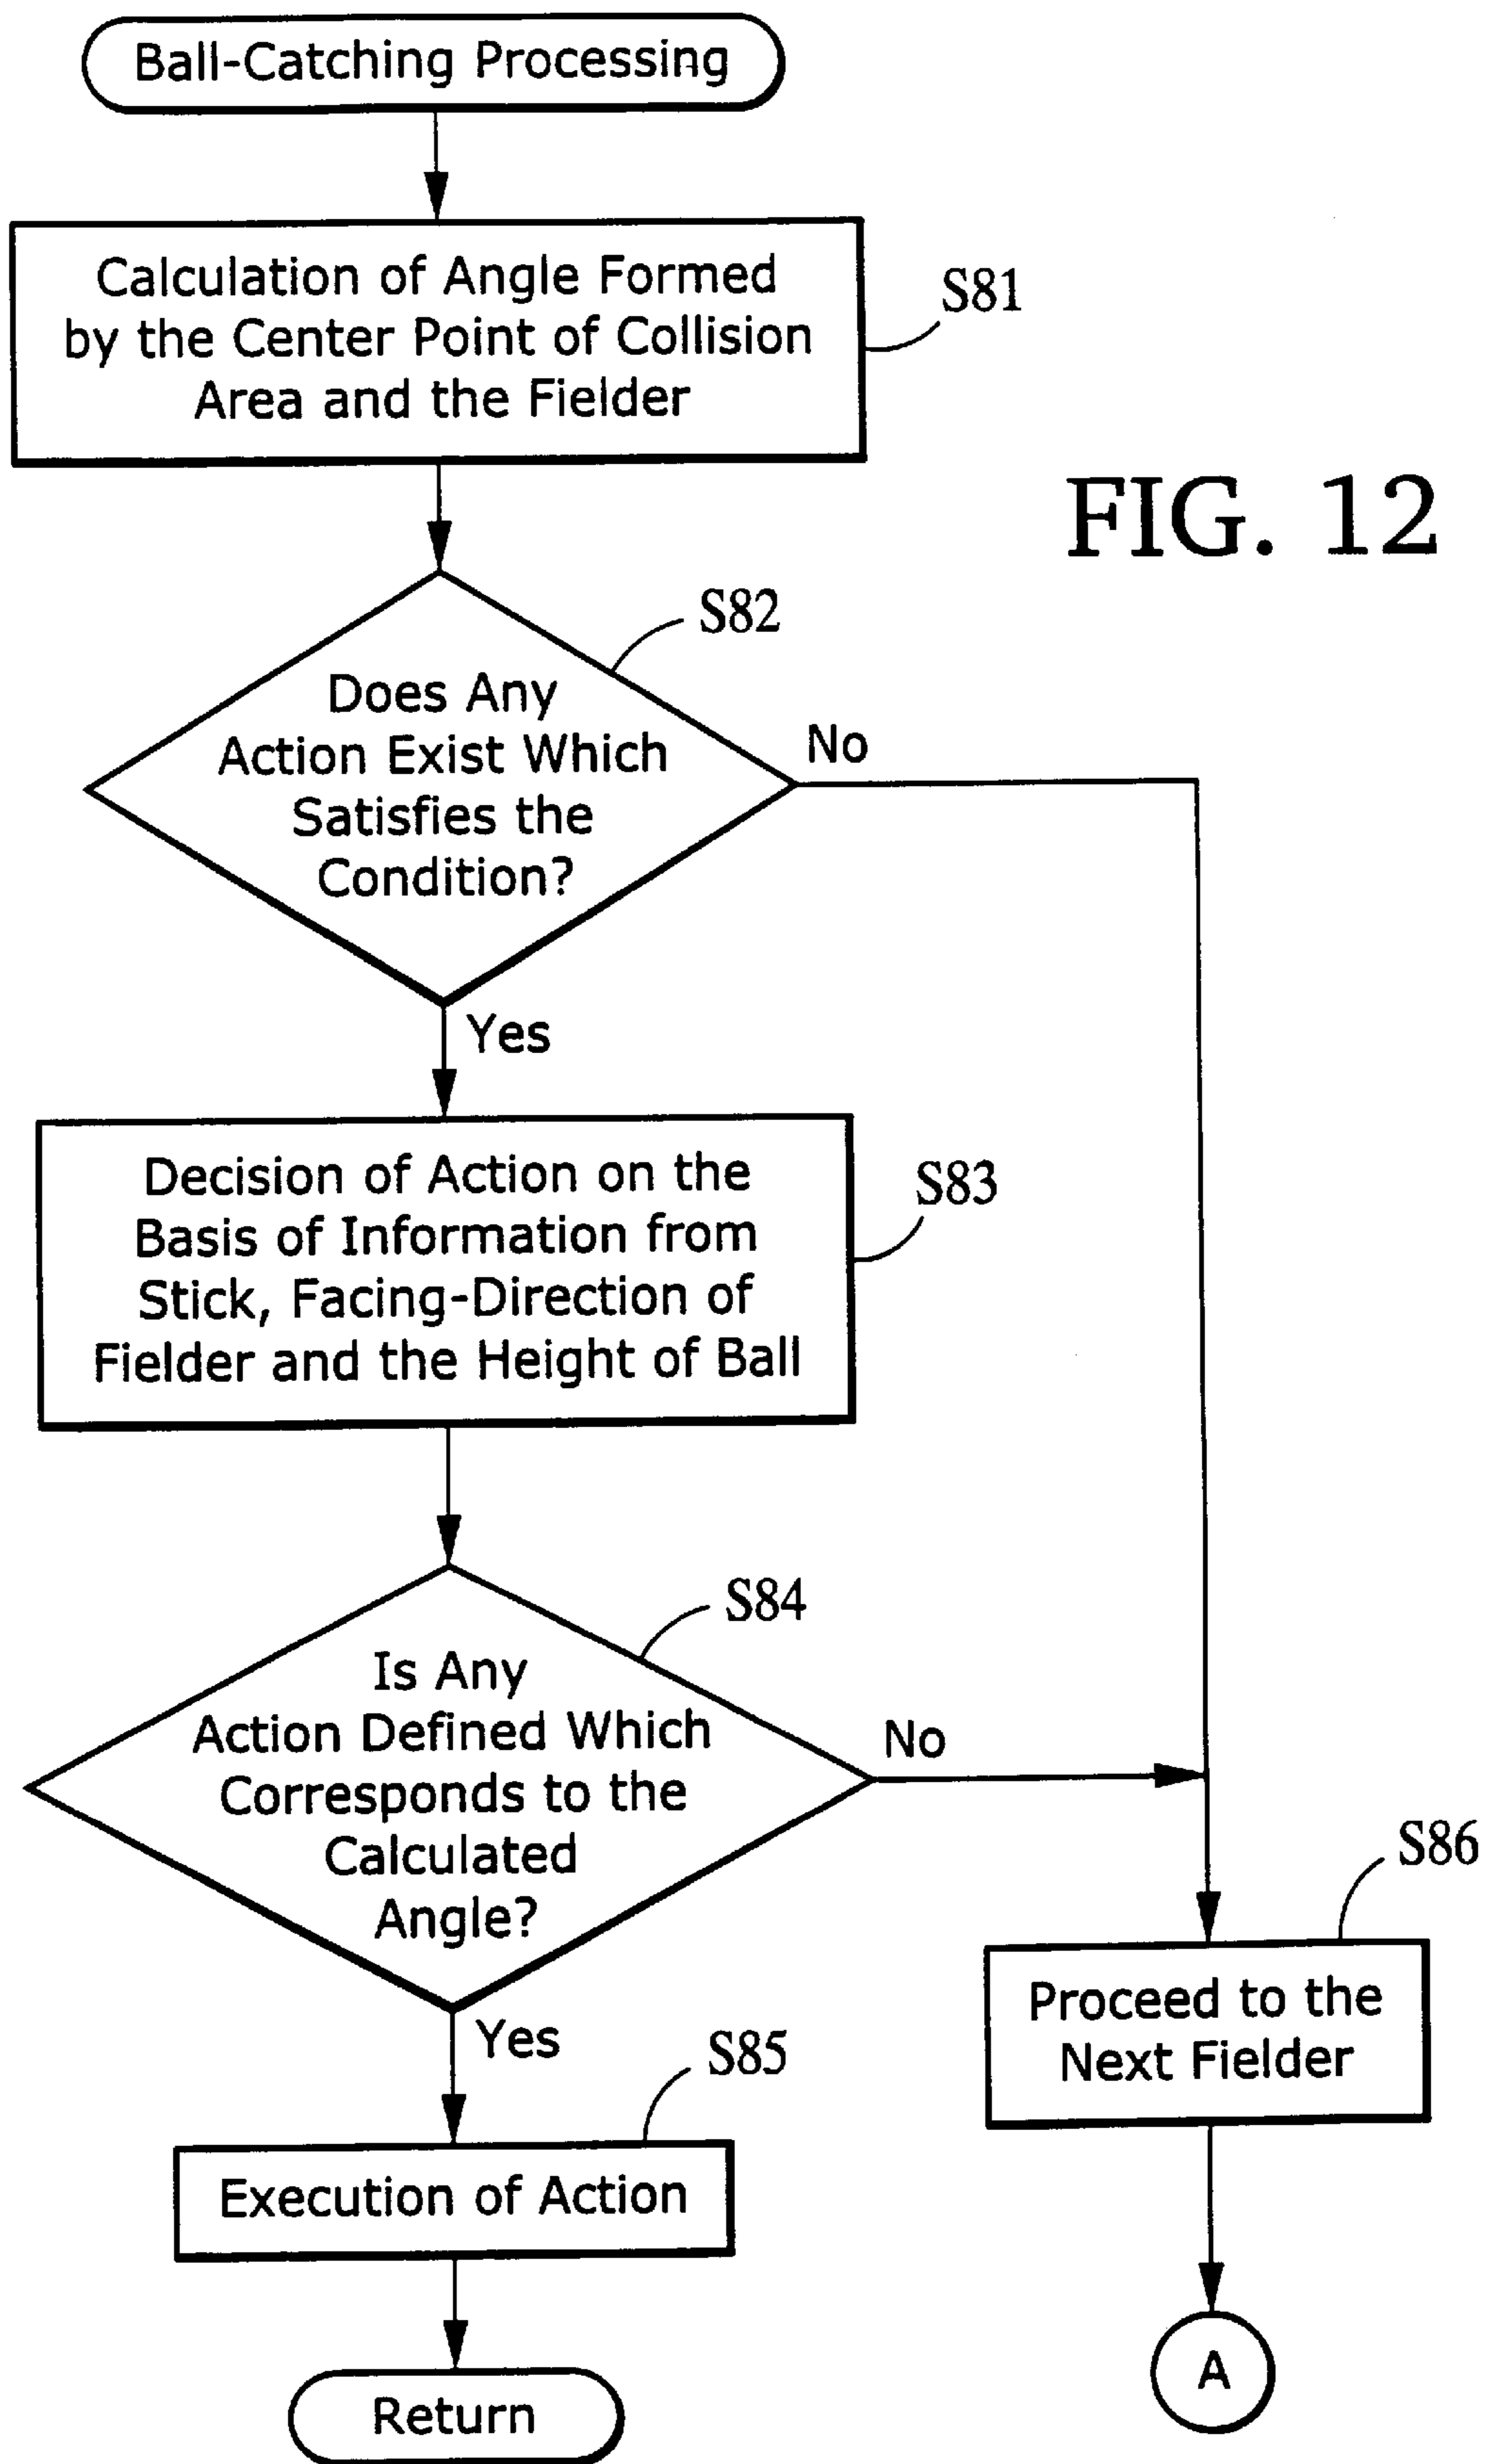 Ball-Catching Processing
Calculation of Angle Formed
by the Center Point of Collision
Area and the Fielder
S81
FIG. 12
S82
Does Any
Action Exist Which
Satisfies the
Condition?
No
Yes
Decision of Action on the
Basis of Information from
Stick, Facing-Direction of
Fielder and the Height of Ball
S83
S84
Is Any
Action Defined Which
Corresponds to the
Calculated
Angle?
No
Yes
S85
Execution of Action
Return
S86
Proceed to the
Next Fielder
A